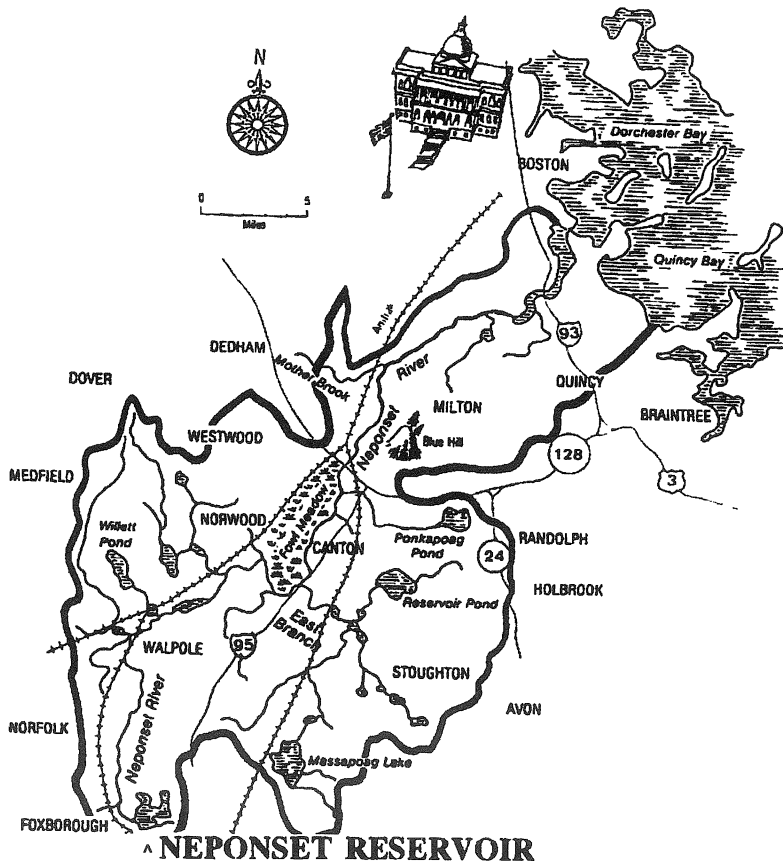 N
0 5
Miles
BOSTON
Dorchester Bay
Quincy Bay
DEDHAM
Mother Brook
River
93
DOVER
QUINCY
MILTON
BRAINTREE
WESTWOOD
Neponset
Blue Hill
128
MEDFIELD
3
Willett
Pond
NORWOOD
Fowl Meadow
CANTON
Ponkapoag
Pond
RANDOLPH
24
HOLBROOK
Reservoir Pond
East
Branch
WALPOLE
95
STOUGHTON
AVON
NORFOLK
Neponset River
Massapoag Lake
FOXBOROUGH
^ NEPONSET RESERVOIR